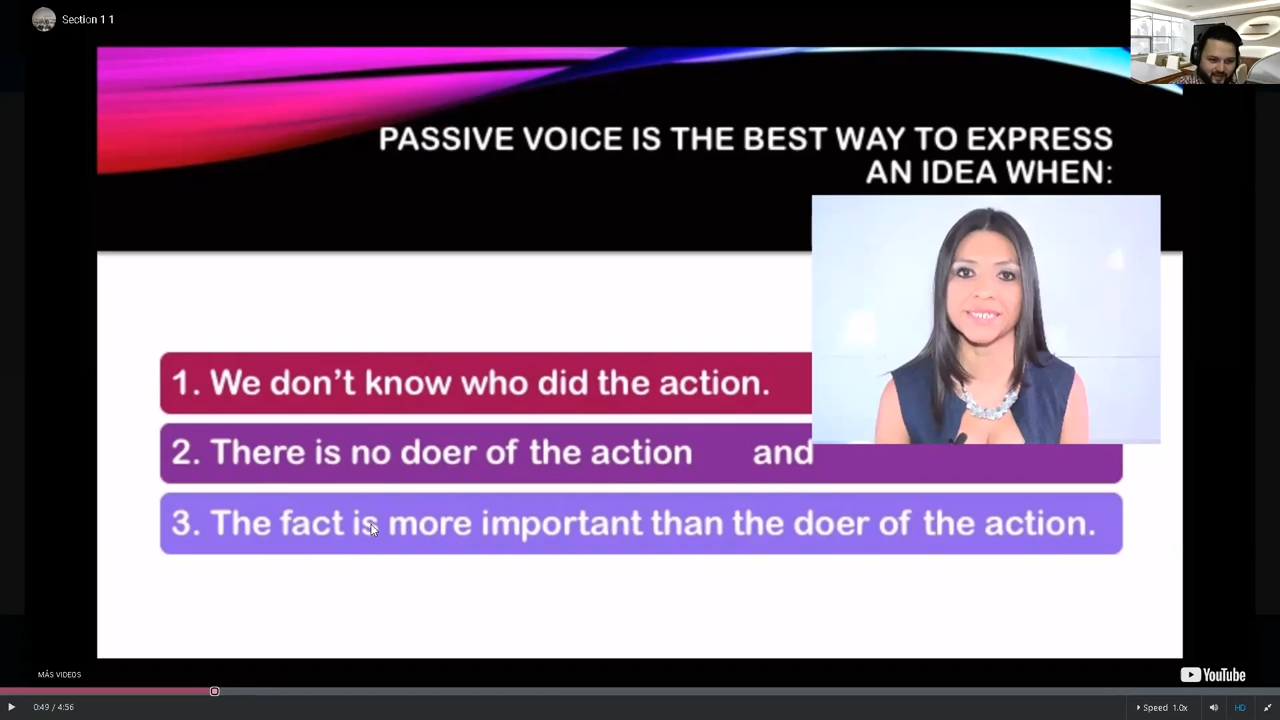 Section 1 1
PASSIVE VOICE IS THE BEST WAY TO EXPRESS
AN IDEA WHEN:
1. We don't know who did the action.
2. There is no doer of the action and
3. The fact is more important than the doer of the action.
MÁS VIDEOS
YouTube
0:49 / 4:56
Speed 1.0x
HD